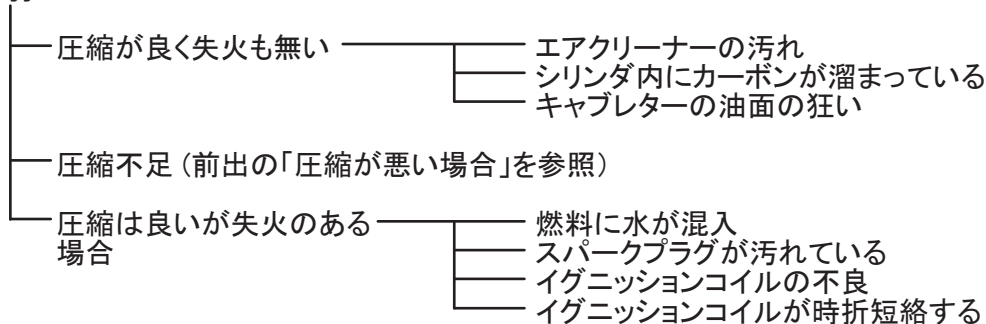 圧縮が良く失火も無い
エアクリーナーの汚れ
シリンダ内にカーボンが溜まっている
キャブレターの油面の狂い
圧縮不足（前出の「圧縮が悪い場合」を参照）
圧縮は良いが失火のある
場合
燃料に水が混入
スパークプラグが汚れている
イグニッションコイルの不良
イグニッションコイルが時折短絡する